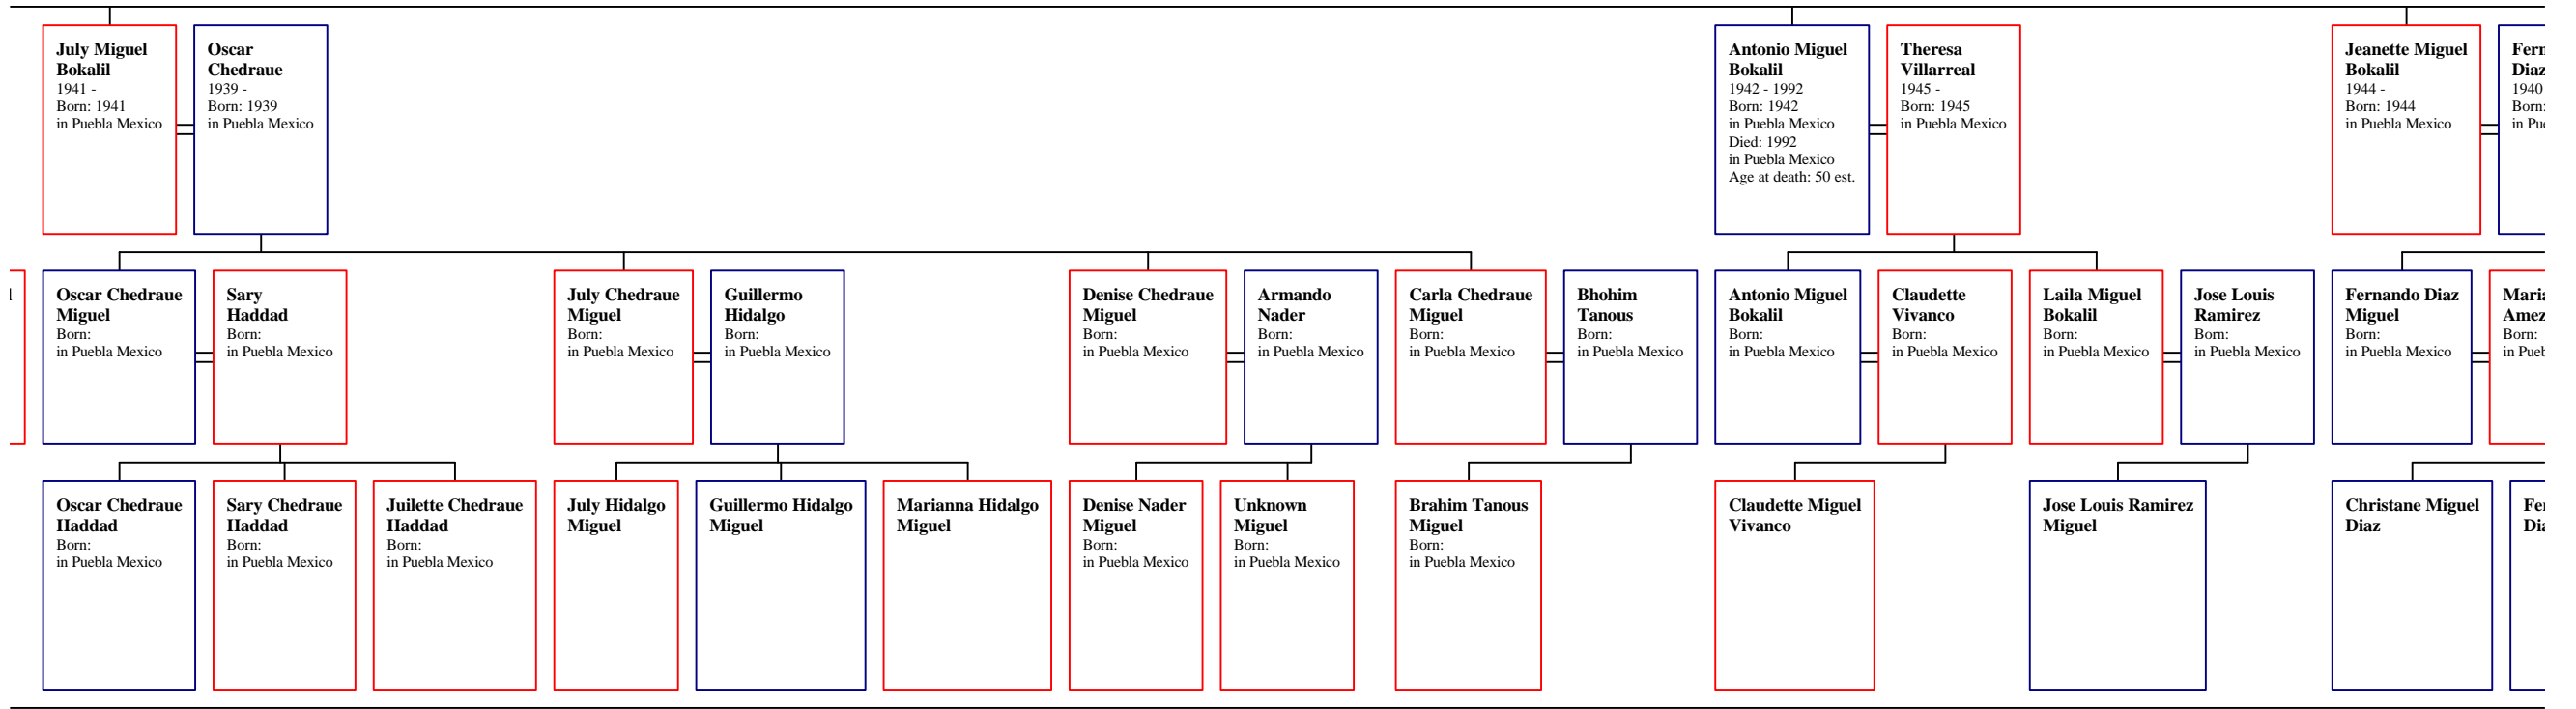 July Miguel
Bokalil
1941 -
Born: 1941
in Puebla Mexico
Oscar
Chedraue
1939 -
Born: 1939
in Puebla Mexico
Antonio Miguel
Bokalil
1942 - 1992
Born: 1942
in Puebla Mexico
Died: 1992
in Puebla Mexico
Age at death: 50 est.
Theresa
Villarreal
1945 -
Born: 1945
in Puebla Mexico
Jeanette Miguel
Bokalil
1944 -
Born: 1944
in Puebla Mexico
Diaz
1940
Born:
in
Oscar Chedraue
Miguel
Born:
in Puebla Mexico
Sary
Haddad
Born:
in Puebla Mexico
July Chedraue
Miguel
Born:
in Puebla Mexico
Guillermo
Hidalgo
Born:
in Puebla Mexico
Denise Chedraue
Miguel
Born:
in Puebla Mexico
Armando
Nader
Born:
in Puebla Mexico
Carla Chedraue
Miguel
Born:
in Puebla Mexico
Bhohim
Tanous
Born:
in Puebla Mexico
Antonio Miguel
Bokalil
Born:
in Puebla Mexico
Claudette
Vivanco
Born:
in Puebla Mexico
Laila Miguel
Bokalil
Born:
in Puebla Mexico
Jose Louis
Ramirez
Born:
in Puebla Mexico
Fernando Diaz
Miguel
Born:
in Puebla Mexico
Born:
in
Oscar Chedraue
Haddad
Born:
in Puebla Mexico
Sary Chedraue
Haddad
Born:
in Puebla Mexico
Juilette Chedraue
Haddad
Born:
in Puebla Mexico
July Hidalgo
Miguel
Guillermo Hidalgo
Miguel
Marianna Hidalgo
Miguel
Denise Nader
Miguel
Born:
in Puebla Mexico
Unknown
Miguel
Born:
in Puebla Mexico
Brahim Tanous
Miguel
Born:
in Puebla Mexico
Claudette Miguel
Vivanco
Jose Louis Ramirez
Miguel
Christane Miguel
Diaz